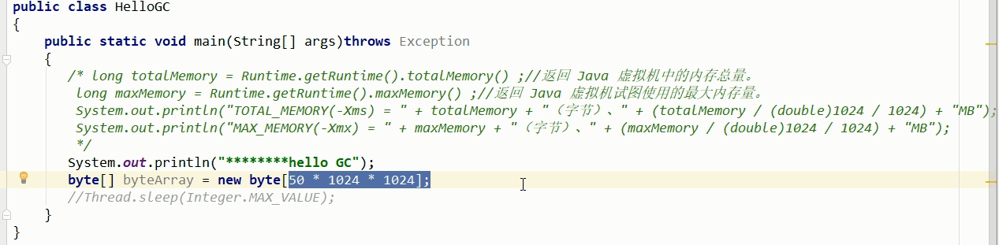 public class HelloGC
{
public static void main(String[] args)throws Exception
{
/* long totalMemory = Runtime.getRuntime().totalMemory() ;//返回 Java 虚拟机中的内存总量。
long maxMemory = Runtime.getRuntime().maxMemory() ;//返回 Java 虚拟机试图使用的最大内存量。
System.out.println("TOTAL_MEMORY(-Xms) = " + totalMemory + "（字节）、" + (totalMemory / (double)1024 / 1024) + "MB");
System.out.println("MAX_MEMORY(-Xmx) = " + maxMemory + "（字节）、" + (maxMemory / (double)1024 / 1024) + "MB");
*/
System.out.println("********hello GC");
byte[] byteArray = new byte[50 * 1024 * 1024];
//Thread.sleep(Integer.MAX_VALUE);
}
}